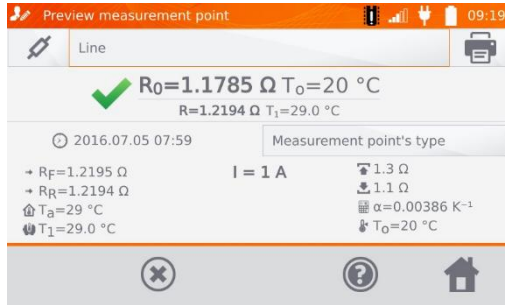 Preview measurement point 09:19
Line
R0=1.1785 Ω To=20 °C
R=1.2194 Ω T1=29.0 °C
2016.07.05 07:59
Measurement point's type
RF=1.2195 Ω
RR=1.2194 Ω
Ta=29 °C
T1=29.0 °C
I = 1 A
1.3 Ω
1.1 Ω
α=0.00386 K⁻¹
To=20 °C